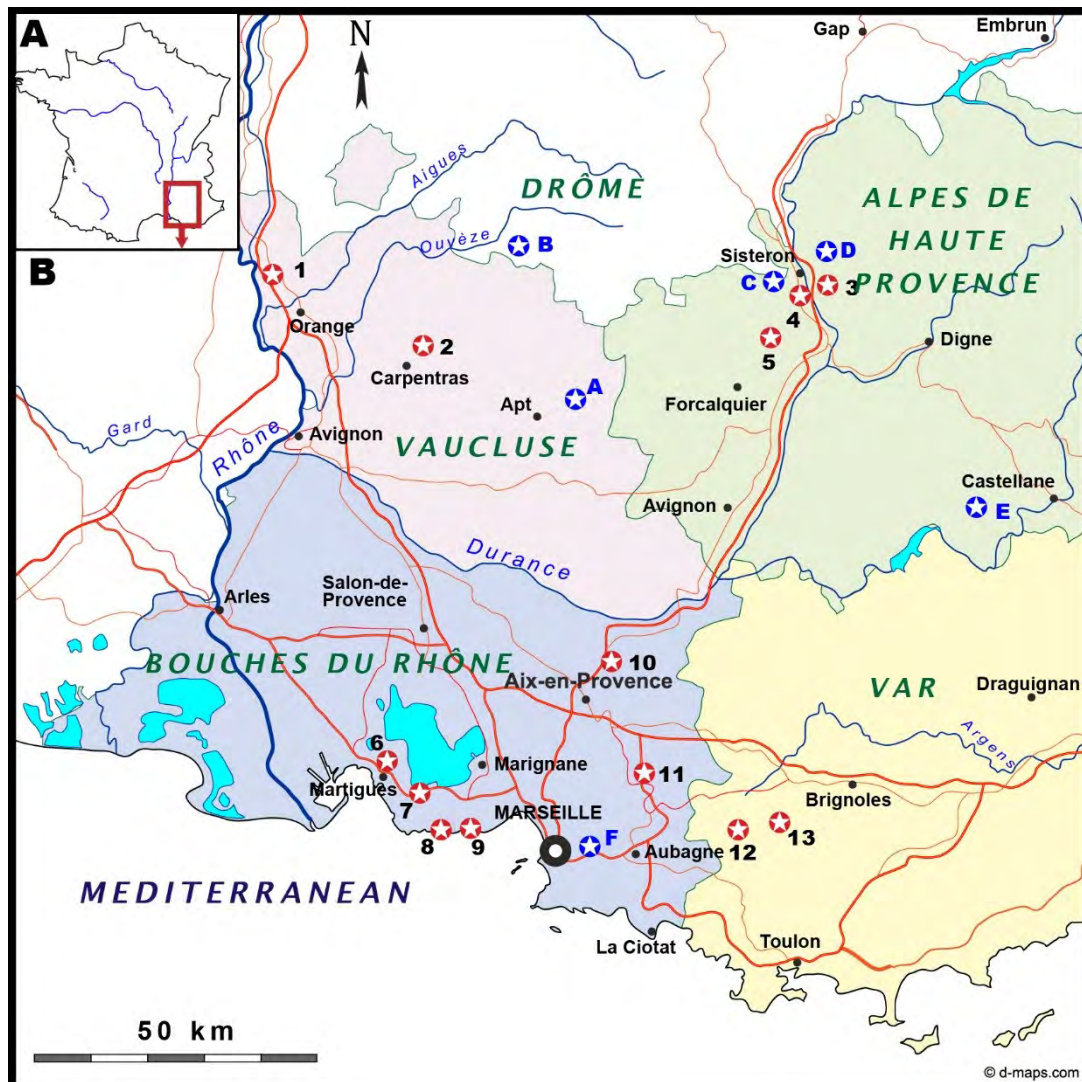 A
N
Gap
Embrun
Aigues
DRÔME
ALPES DE
HAUTE
PROVENCE
Ouvèze
B
D
Sisteron
C
B
1
3
4
Orange
2
5
Digne
Carpentras
A
Apt
Forcalquier
Gard
Rhône
Avignon
VAUCLUSE
Castellane
Avignon
E
Durance
Salon-de-
Provence
Arles
BOUCHES DU RHÔNE
10
Aix-en-Provence
VAR
Draguignan
Argens
6
Marignane
11
Martigues
7
Brignoles
MARSEILLE
8
9
F
Aubagne
12
13
MEDITERRANEAN
La Ciotat
Toulon
50 km
© d-maps.com